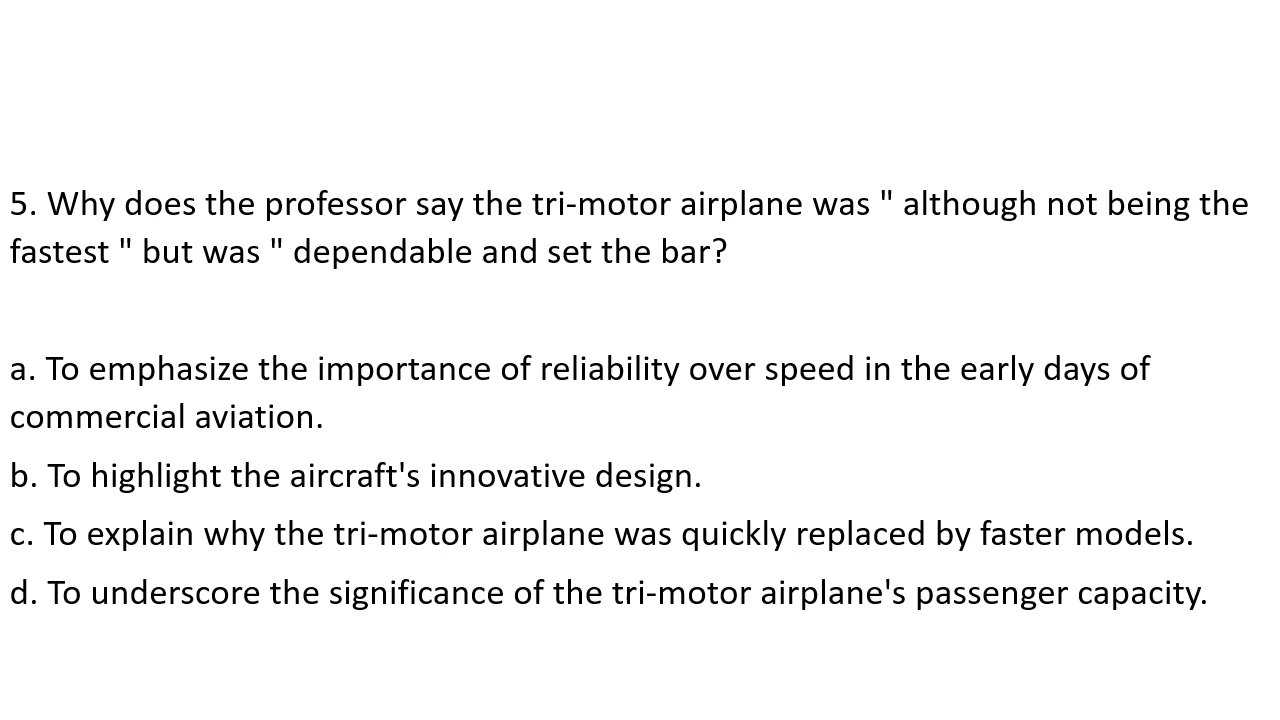 5. Why does the professor say the tri-motor airplane was " although not being the
fastest " but was " dependable and set the bar?
a. To emphasize the importance of reliability over speed in the early days of
commercial aviation.
b. To highlight the aircraft's innovative design.
c. To explain why the tri-motor airplane was quickly replaced by faster models.
d. To underscore the significance of the tri-motor airplane's passenger capacity.